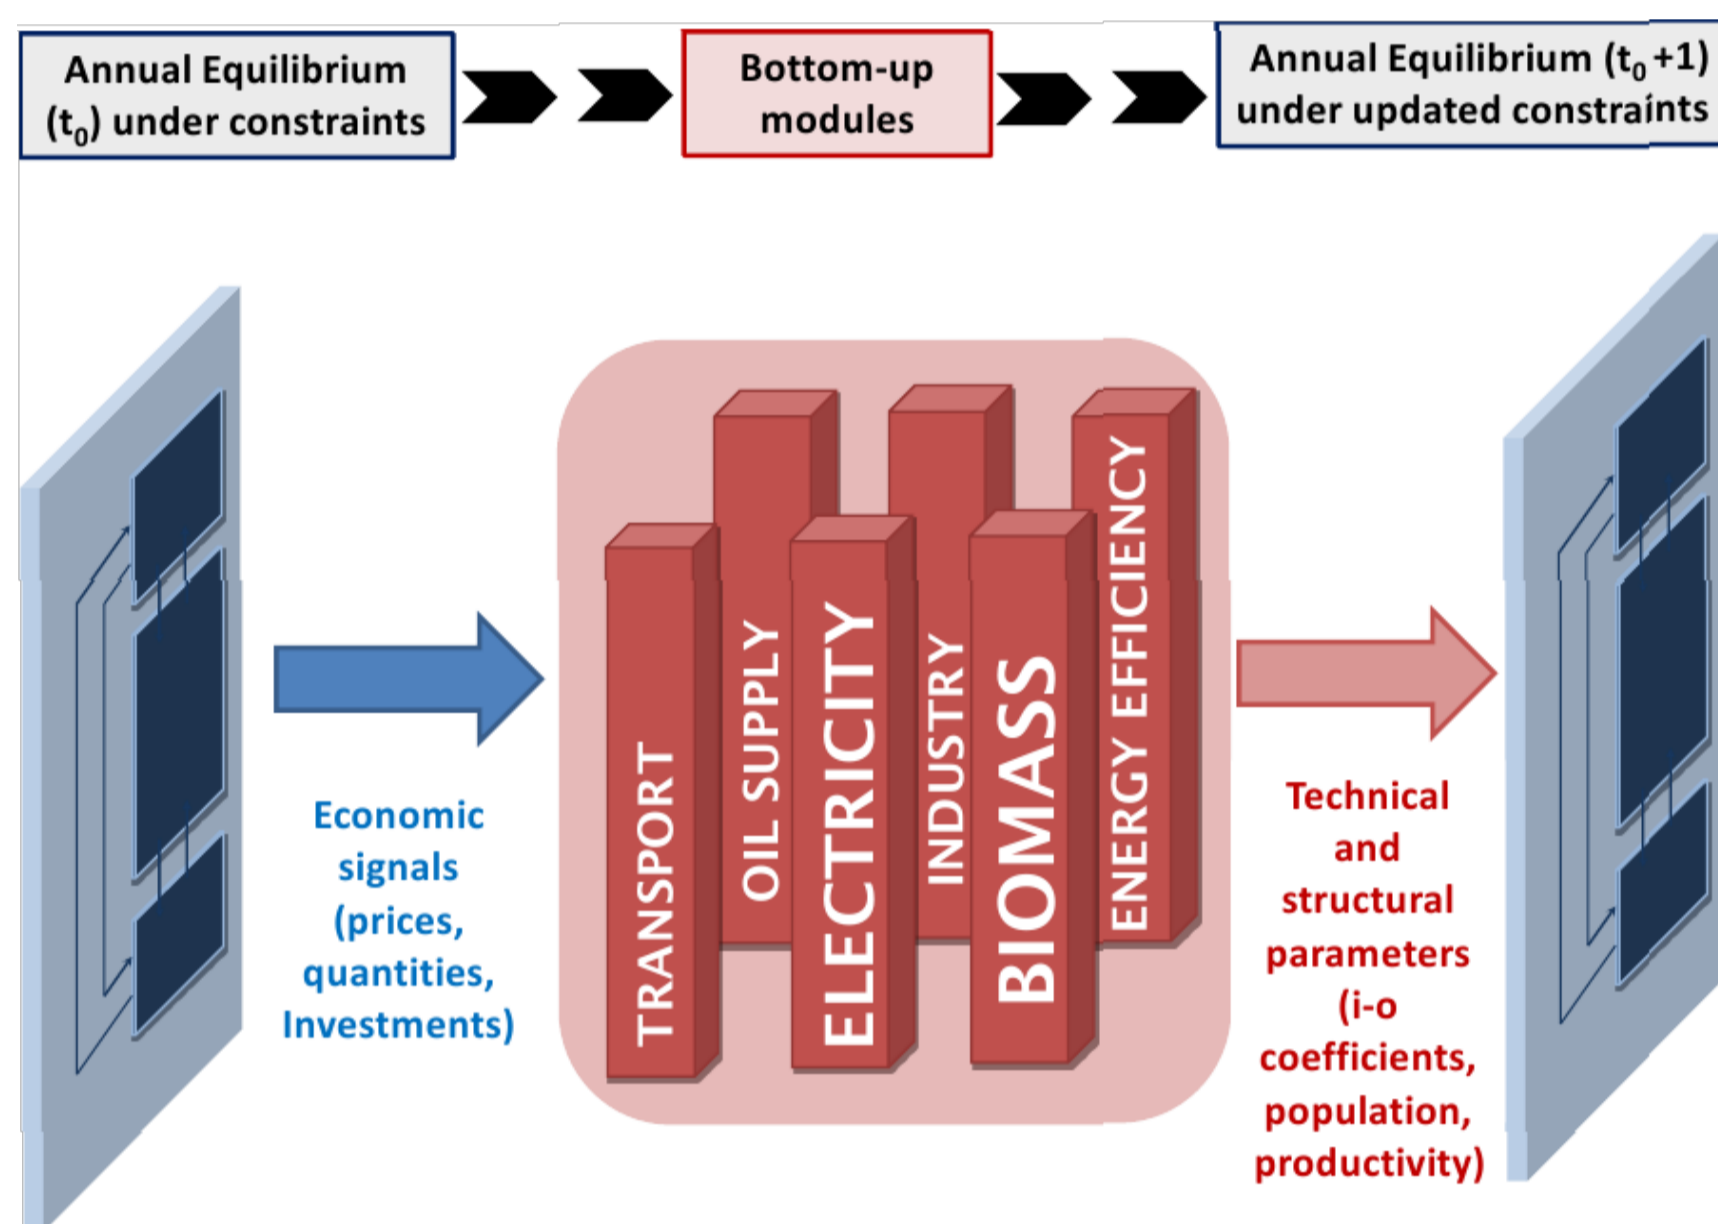 Annual Equilibrium
(t0) under constraints
Bottom-up
modules
Annual Equilibrium (t0 +1)
under updated constraints
TRANSPORT
OIL SUPPLY
ELECTRICITY
INDUSTRY
BIOMASS
ENERGY EFFICIENCY
Economic
signals
(prices,
quantities,
Investments)
Technical
and
structural
parameters
(i-o
coefficients,
population,
productivity)